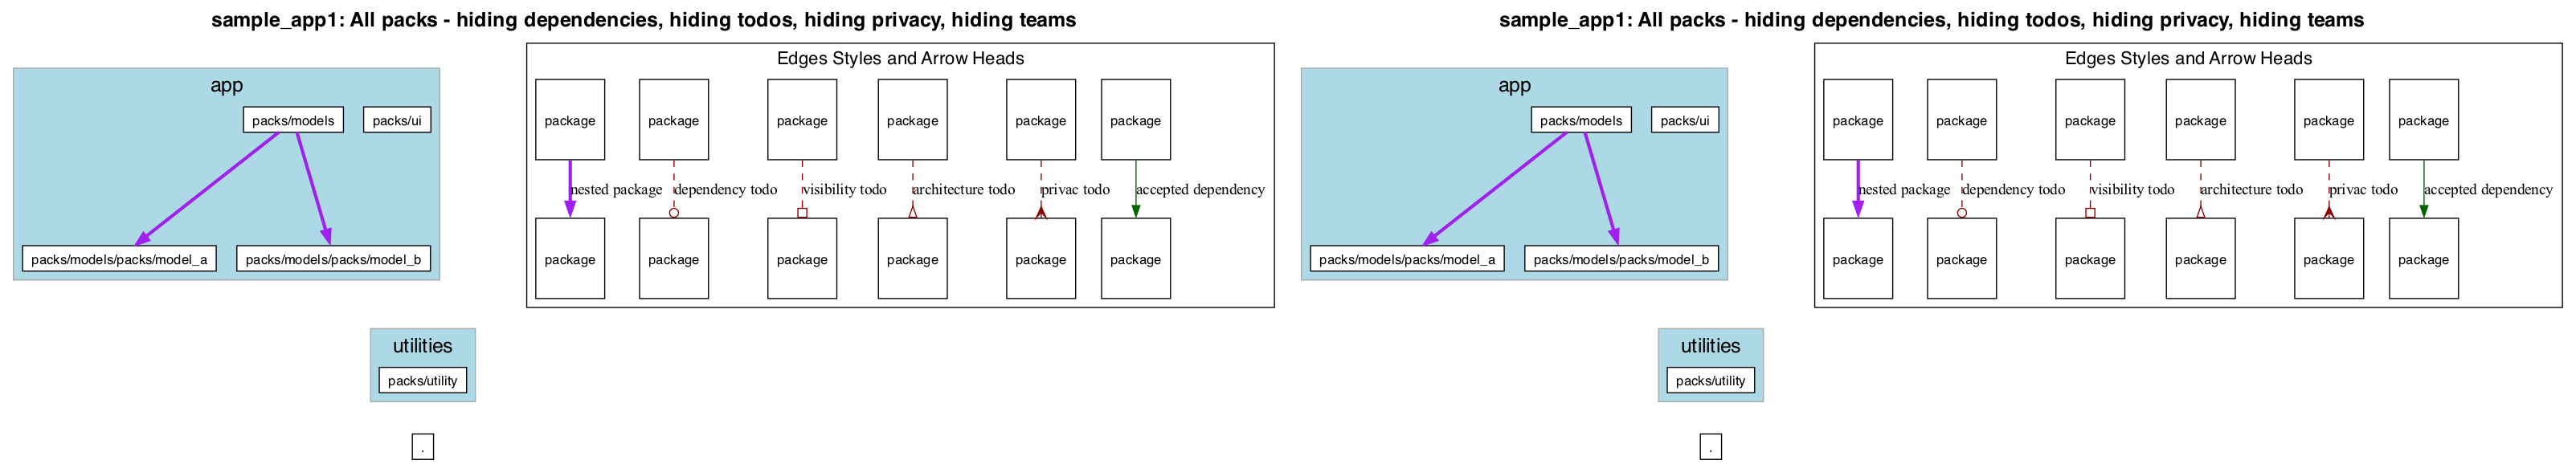 sample_app1: All packs - hiding dependencies, hiding todos, hiding privacy, hiding teams
app
packs/models
packs/ui
packs/models/packs/model_a
packs/models/packs/model_b
utilities
packs/utility
.
Edges Styles and Arrow Heads
package
package
package
package
package
package
nested package
dependency todo
visibility todo
architecture todo
privac todo
accepted dependency
package
package
package
package
package
package
sample_app1: All packs - hiding dependencies, hiding todos, hiding privacy, hiding teams
app
packs/models
packs/ui
packs/models/packs/model_a
packs/models/packs/model_b
utilities
packs/utility
.
Edges Styles and Arrow Heads
package
package
package
package
package
package
nested package
dependency todo
visibility todo
architecture todo
privac todo
accepted dependency
package
package
package
package
package
package